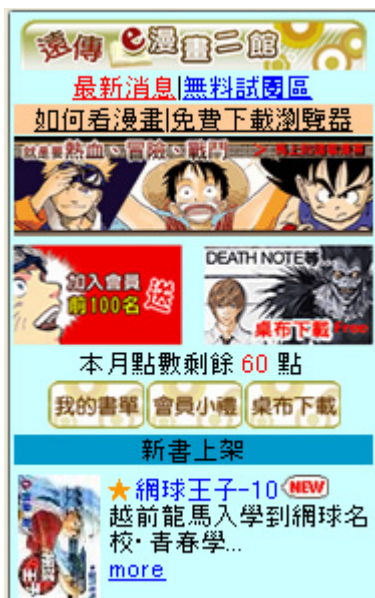 遠傳e漫畫二館
最新消息|無料試閱區
如何看漫畫|免費下載瀏覽器
就是要熱血、冒險、戰鬥
加入會員
前100名 送
DEATH NOTE等
桌布下載 Free
本月點數剩餘 60 點
我的書單 會員小禮 桌布下載
新書上架
★網球王子-10 NEW
越前龍馬入學到網球名
校·青春學...
more